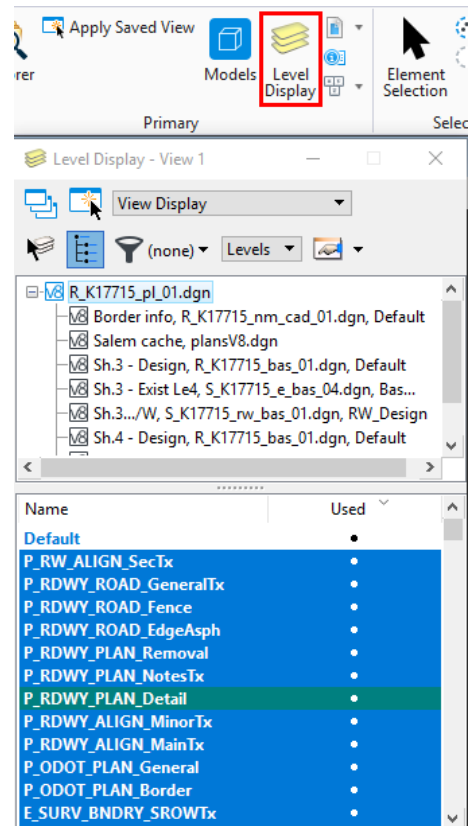 Apply Saved View
rer
Models
Level
Display
Element
Selection
Primary
Selec
Level Display - View 1
View Display
(none)
Levels
R_K17715_pl_01.dgn
Border info, R_K17715_nm_cad_01.dgn, Default
Salem cache, plansV8.dgn
Sh.3 - Design, R_K17715_bas_01.dgn, Default
Sh.3 - Exist Le4, S_K17715_e_bas_04.dgn, Bas...
Sh.3.../W, S_K17715_rw_bas_01.dgn, RW_Design
Sh.4 - Design, R_K17715_bas_01.dgn, Default
Name Used
Default
P_RW_ALIGN_SecTx
P_RDWY_ROAD_GeneralTx
P_RDWY_ROAD_Fence
P_RDWY_ROAD_EdgeAsph
P_RDWY_PLAN_Removal
P_RDWY_PLAN_NotesTx
P_RDWY_PLAN_Detail
P_RDWY_ALIGN_MinorTx
P_RDWY_ALIGN_MainTx
P_ODOT_PLAN_General
P_ODOT_PLAN_Border
E_SURV_BNDRY_SROWTx